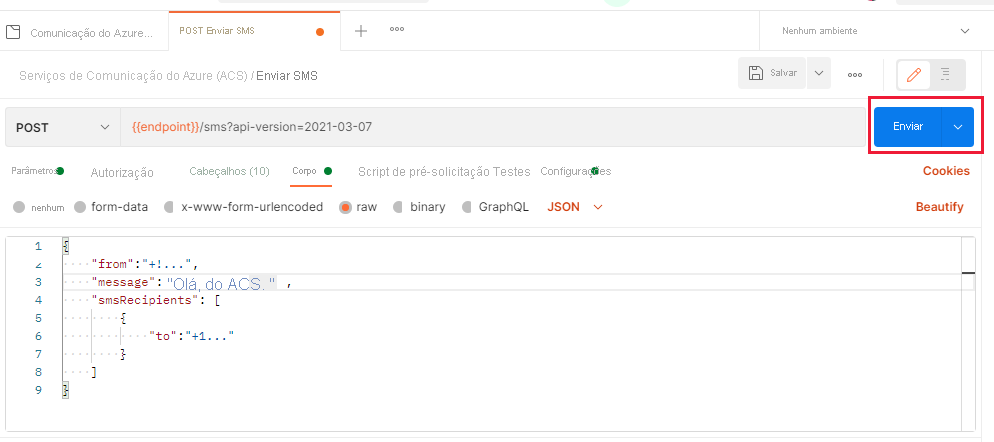 Comunicação do Azure...
POST Enviar SMS
Nenhum ambiente
Serviços de Comunicação do Azure (ACS) / Enviar SMS
Salvar
POST
{{endpoint}}/sms?api-version=2021-03-07
Enviar
Parâmetros Autorização Cabeçalhos (10) Corpo Script de pré-solicitação Testes Configurações Cookies
nenhum form-data x-www-form-urlencoded raw binary GraphQL JSON Beautify
1 {
2 "from":"+!...",
3 "message": "Olá, do ACS. " ,
4 "smsRecipients": [
5 {
6 "to":"+1..."
7 }
8 ]
9 }